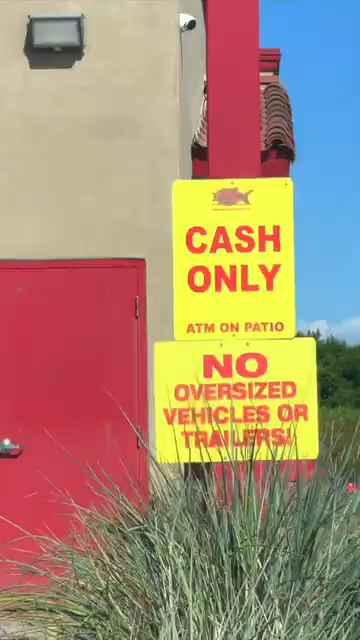 CASH
ONLY
ATM ON PATIO
NO
OVERSIZED
VEHICLES OR
TRAILERS!